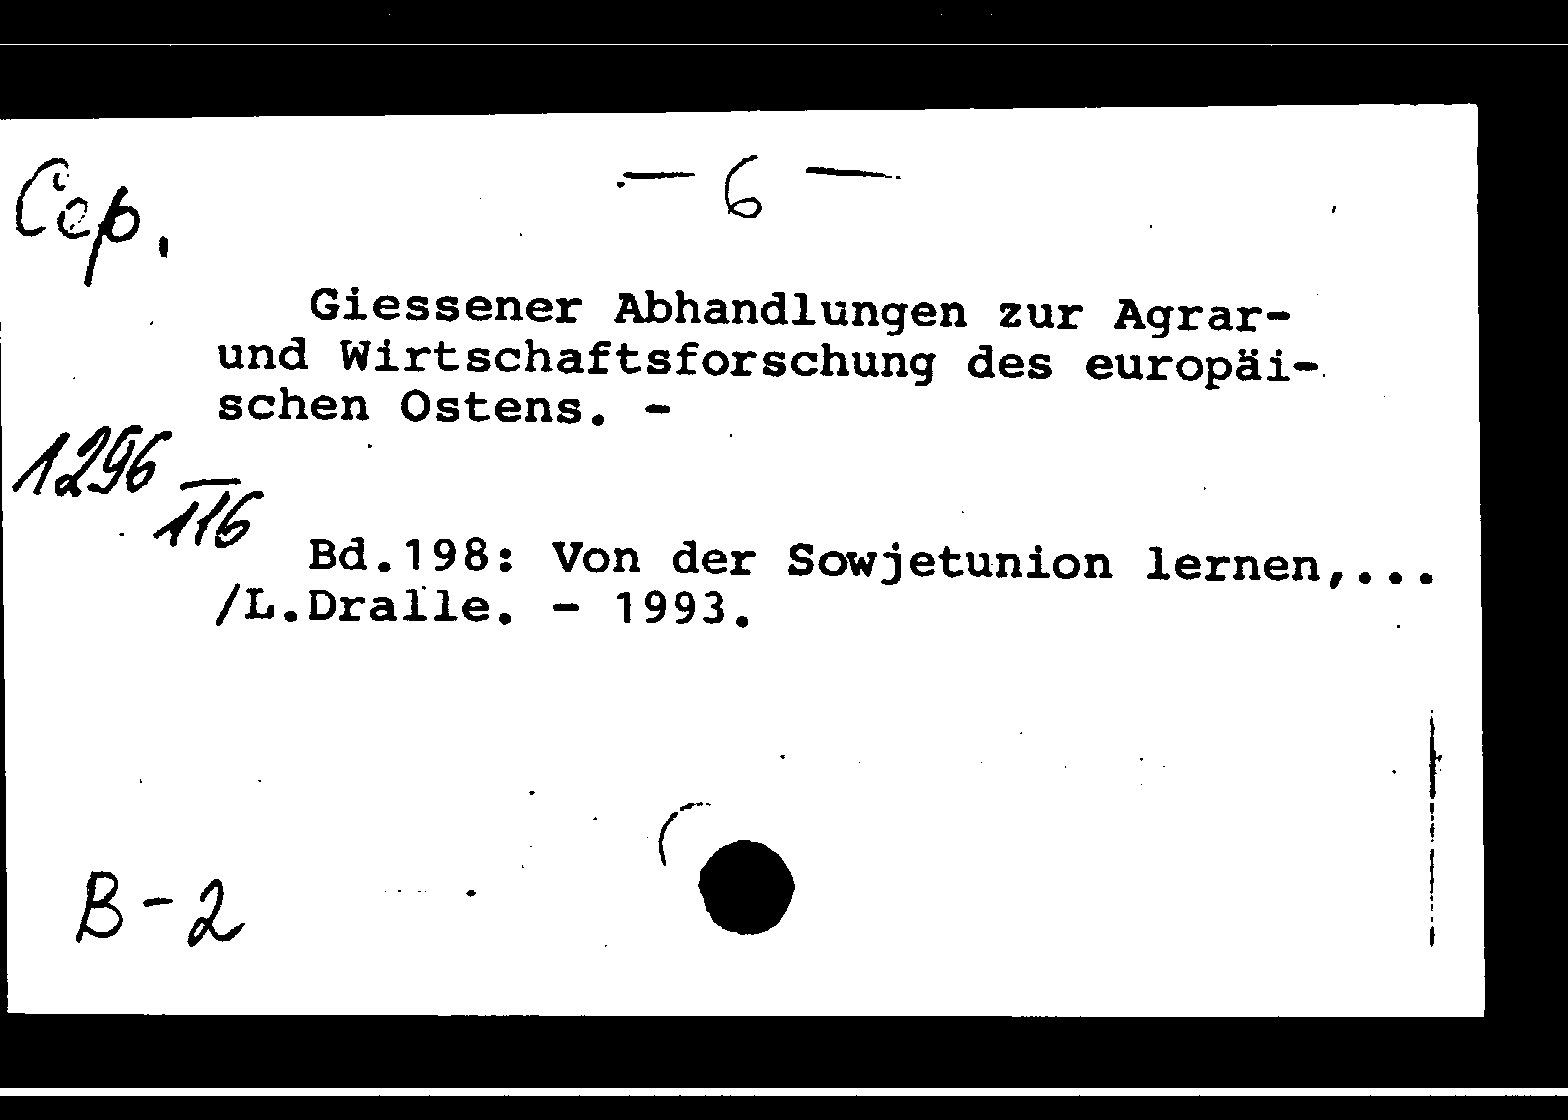 Сер.
— 6 —
Giessener Abhandlungen zur Agrar-
und Wirtschaftsforschung des europäi-
schen Ostens. -
1296
116
Bd.198: Von der Sowjetunion lernen,...
/L.Dralle. - 1993.
B-2